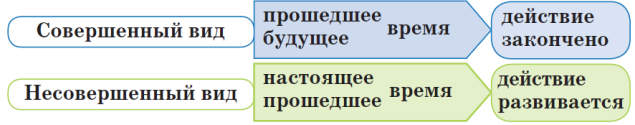 Совершенный вид
прошедшее
будущее
время
действие
закончено
Несовершенный вид
настоящее
прошедшее
время
действие
развивается